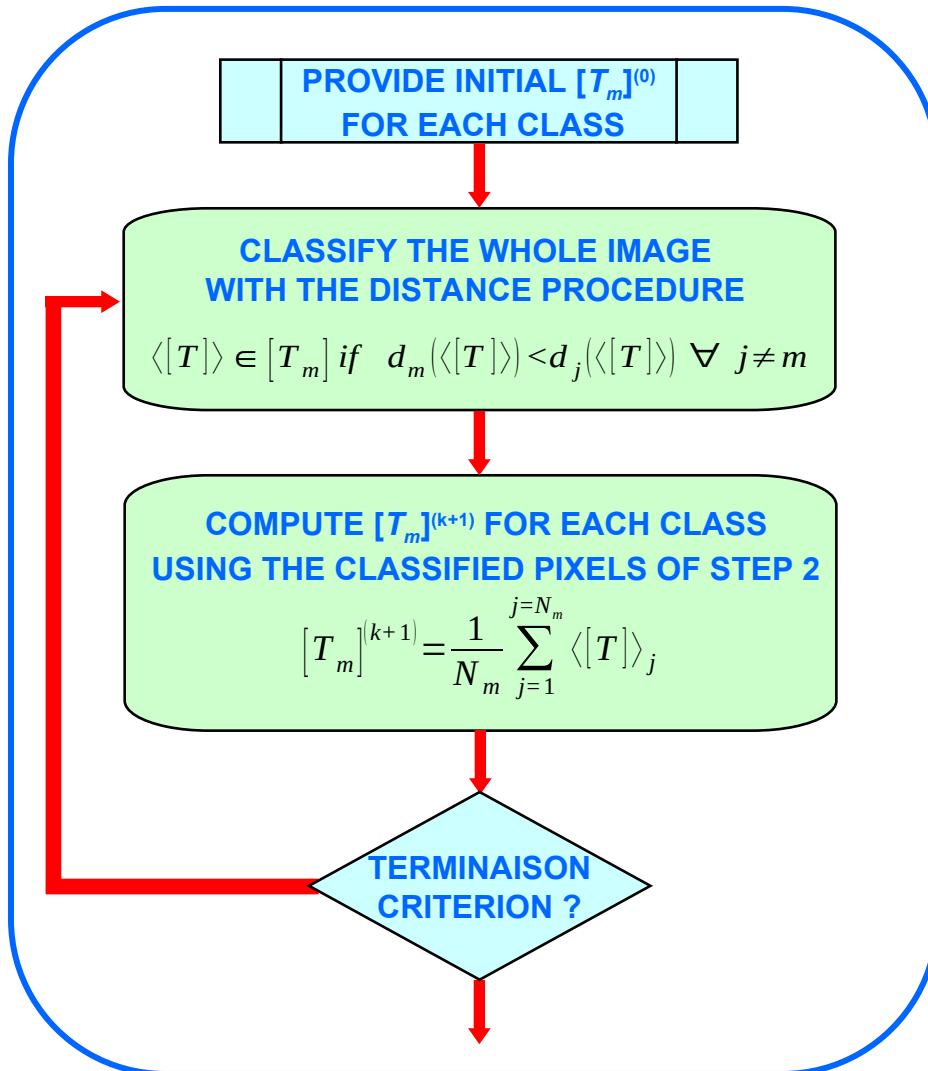 PROVIDE INITIAL [Tₘ]⁽⁰⁾
FOR EACH CLASS
CLASSIFY THE WHOLE IMAGE
WITH THE DISTANCE PROCEDURE
⟨[T]⟩ ∈ [Tₘ] if dₘ(⟨[T]⟩) < dⱼ(⟨[T]⟩) ∀ j ≠ m
COMPUTE [Tₘ]⁽ᵏ⁺¹⁾ FOR EACH CLASS
USING THE CLASSIFIED PIXELS OF STEP 2
[Tₘ]⁽ᵏ⁺¹⁾ = 1/Nₘ ∑_{j=1}^{j=Nₘ} ⟨[T]⟩ⱼ
TERMINAISON
CRITERION ?